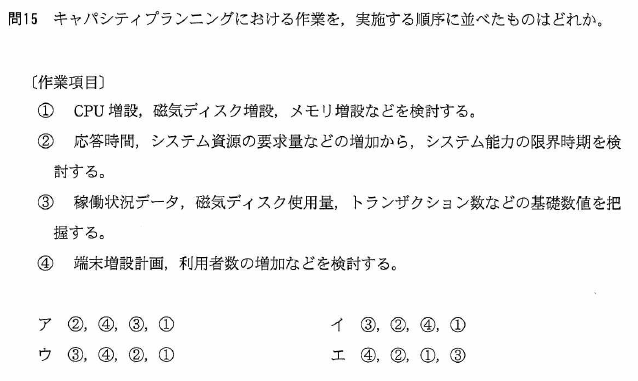 問15 キャパシティプランニングにおける作業を，実施する順序に並べたものはどれか。
〔作業項目〕
① CPU増設，磁気ディスク増設，メモリ増設などを検討する。
② 応答時間，システム資源の要求量などの増加から，システム能力の限界時期を検
討する。
③ 稼働状況データ，磁気ディスク使用量，トランザクション数などの基礎数値を把
握する。
④ 端末増設計画，利用者数の増加などを検討する。
ア ②，④，③，① イ ③，②，④，①
ウ ③，④，②，① エ ④，②，①，③